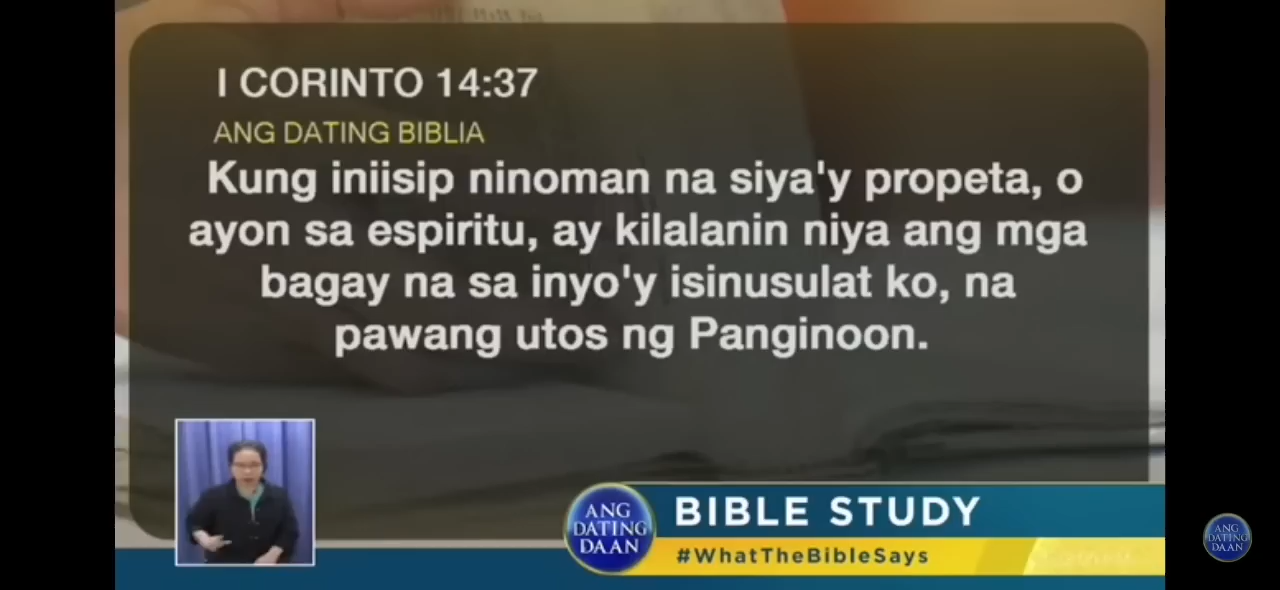 I CORINTO 14:37
ANG DATING BIBLIA
Kung iniisip ninoman na siya'y propeta, o
ayon sa espiritu, ay kilalanin niya ang mga
bagay na sa inyo'y isinusulat ko, na
pawang utos ng Panginoon.
ANG
DATING
DAAN
BIBLE STUDY
#WhatTheBibleSays
ANG
DATING
DAAN